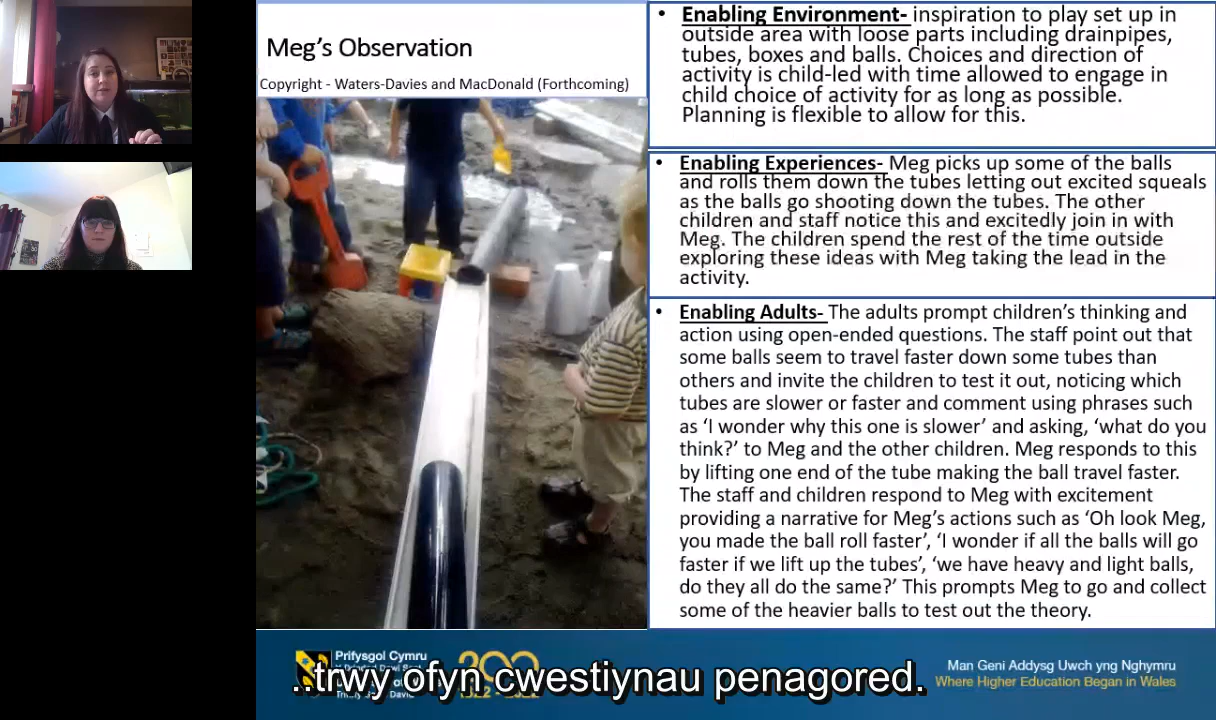 Meg's Observation
Copyright - Waters-Davies and MacDonald (Forthcoming)
• Enabling Environment- inspiration to play set up in
outside area with loose parts including drainpipes,
tubes, boxes and balls. Choices and direction of
activity is child-led with time allowed to engage in
child choice of activity for as long as possible.
Planning is flexible to allow for this.
• Enabling Experiences- Meg picks up some of the balls
and rolls them down the tubes letting out excited squeals
as the balls go shooting down the tubes. The other
children and staff notice this and excitedly join in with
Meg. The children spend the rest of the time outside
exploring these ideas with Meg taking the lead in the
activity.
• Enabling Adults- The adults prompt children's thinking and
action using open-ended questions. The staff point out that
some balls seem to travel faster down some tubes than
others and invite the children to test it out, noticing which
tubes are slower or faster and comment using phrases such
as 'I wonder why this one is slower' and asking, 'what do you
think?' to Meg and the other children. Meg responds to this
by lifting one end of the tube making the ball travel faster.
The staff and children respond to Meg with excitement
providing a narrative for Meg's actions such as 'Oh look Meg,
you made the ball roll faster', 'I wonder if all the balls will go
faster if we lift up the tubes', 'we have heavy and light balls,
do they all do the same?' This prompts Meg to go and collect
some of the heavier balls to test out the theory.
Prifysgol Cymru
..trwy ofyn cwestiynau penagored.
Man Geni Addysg Uwch yng Nghymru
Where Higher Education Began in Wales